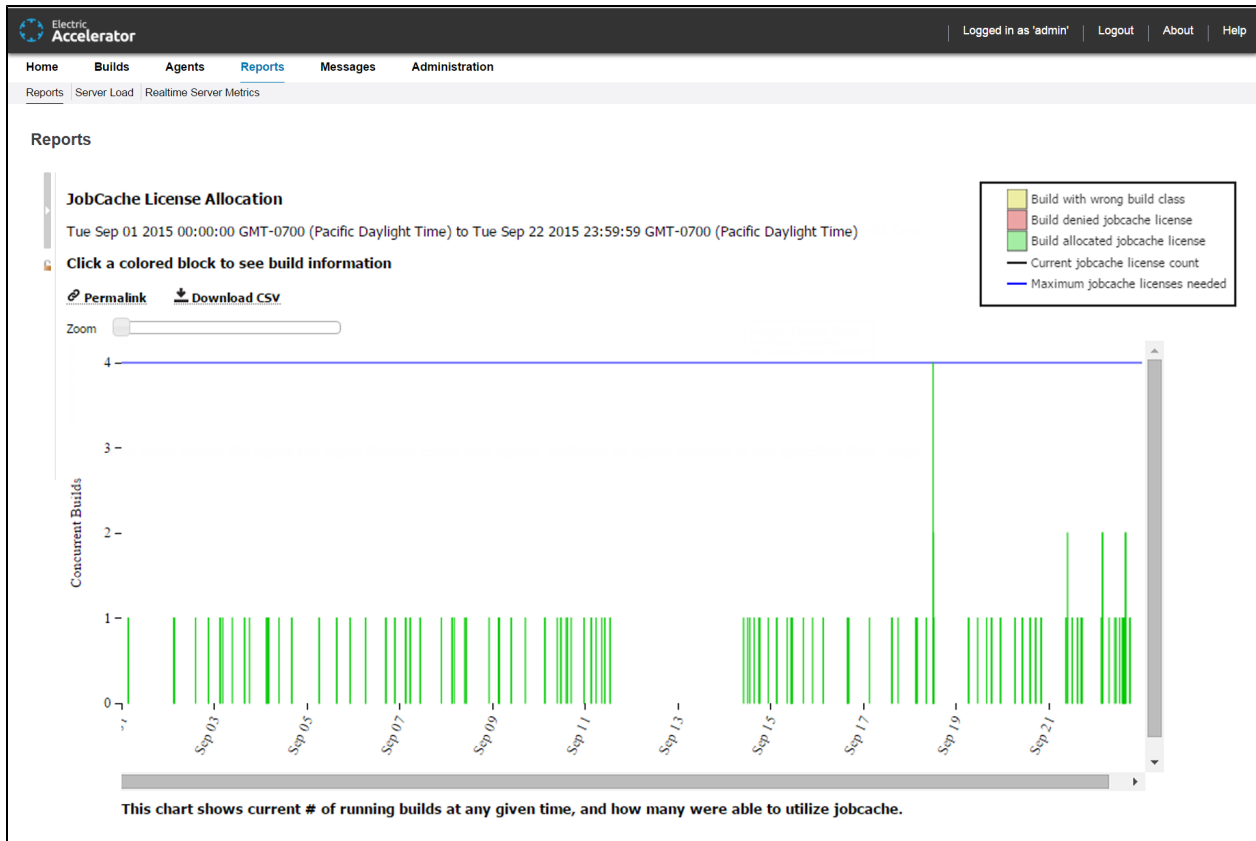 Electric
Accelerator
Logged in as 'admin' Logout About Help
Home Builds Agents Reports Messages Administration
Reports Server Load Realtime Server Metrics
Reports
JobCache License Allocation
Tue Sep 01 2015 00:00:00 GMT-0700 (Pacific Daylight Time) to Tue Sep 22 2015 23:59:59 GMT-0700 (Pacific Daylight Time)
Click a colored block to see build information
Permalink Download CSV
Zoom
Build with wrong build class
Build denied jobcache license
Build allocated jobcache license
Current jobcache license count
Maximum jobcache licenses needed
4
3
2
1
0
Concurrent Builds
Sep 03 Sep 05 Sep 07 Sep 09 Sep 11 Sep 13 Sep 15 Sep 17 Sep 19 Sep 21
This chart shows current # of running builds at any given time, and how many were able to utilize jobcache.